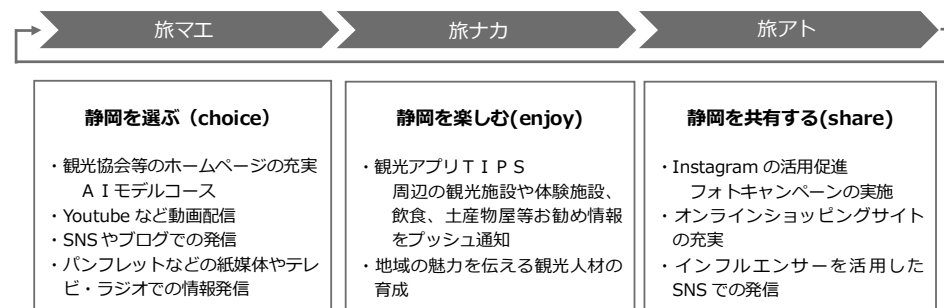 旅マエ
旅ナカ
旅アト
静岡を選ぶ（choice）
・観光協会等のホームページの充実
ＡＩモデルコース
・Youtube など動画配信
・SNS やブログでの発信
・パンフレットなどの紙媒体やテレ
ビ・ラジオでの情報発信
静岡を楽しむ(enjoy)
・観光アプリＴＩＰＳ
周辺の観光施設や体験施設、
飲食、土産物屋等お勧め情報
をプッシュ通知
・地域の魅力を伝える観光人材の
育成
静岡を共有する(share)
・Instagram の活用促進
フォトキャンペーンの実施
・オンラインショッピングサイト
の充実
・インフルエンサーを活用した
SNS での発信